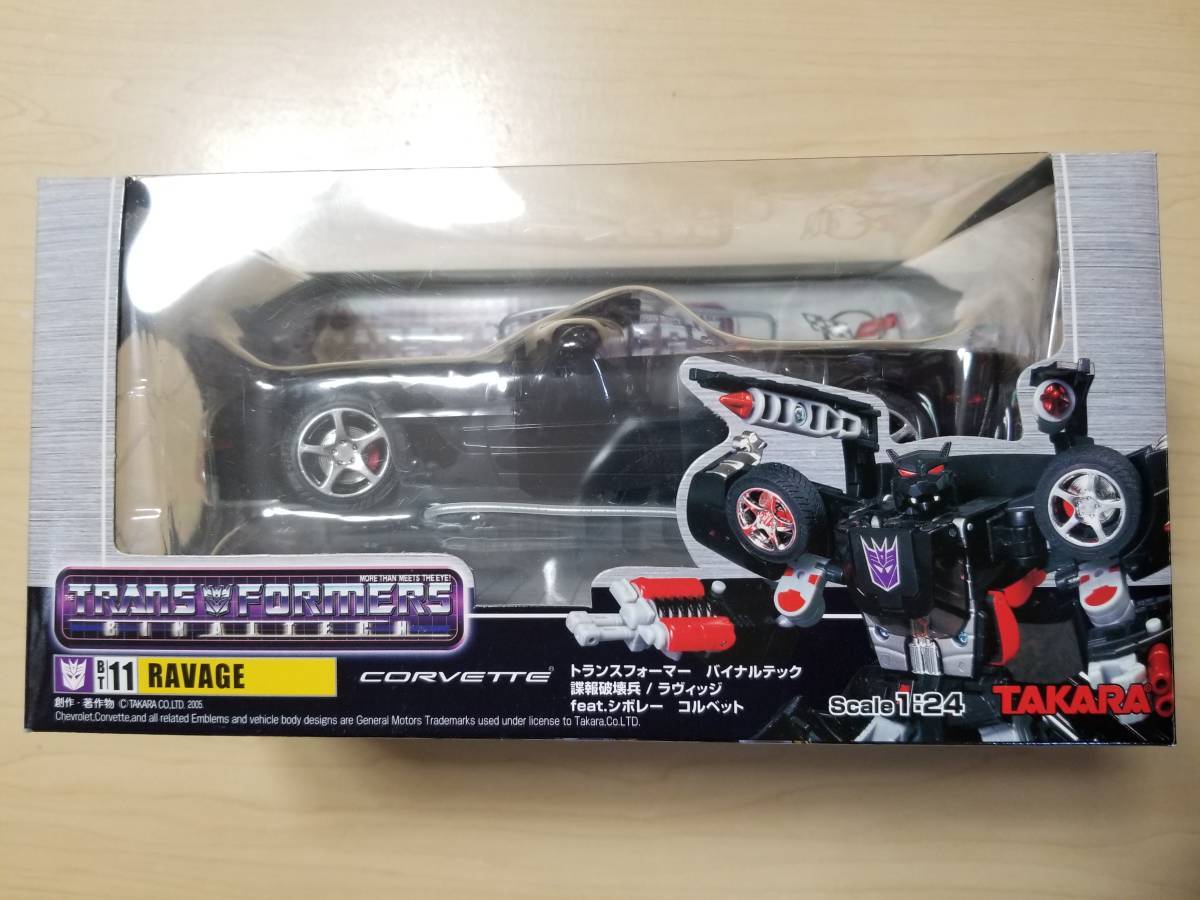 MORE THAN MEETS THE EYE!
THE TRANSFORMERS
BINALTECH
BT 11 RAVAGE
創作・著作物 ©TAKARA CO.,LTD. 2005.
Chevrolet,Corvette,and all related Emblems and vehicle body designs are General Motors Trademarks used under license to Takara,Co.LTD.
CORVETTE®
トランスフォーマー バイナルテック
諜報破壊兵 / ラヴィッジ
feat.シボレー コルベット
Scale1:24
TAKARA®